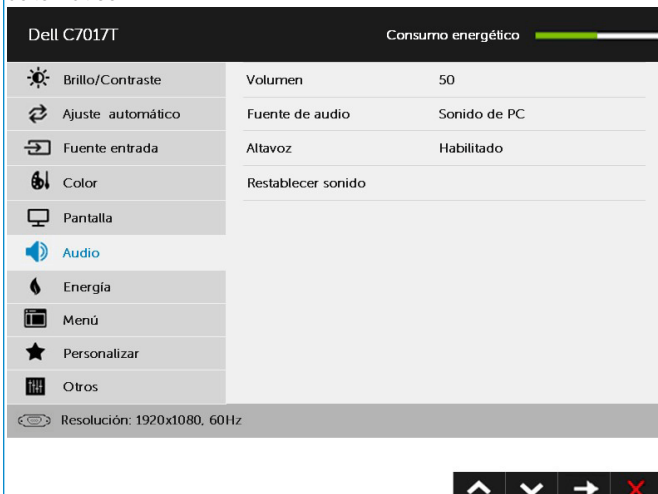 Dell C7017T
Consumo energético
Brillo/Contraste
Volumen 50
Ajuste automático
Fuente de audio Sonido de PC
Fuente entrada
Altavoz Habilitado
Color
Restablecer sonido
Pantalla
Audio
Energía
Menú
Personalizar
Otros
Resolución: 1920x1080, 60Hz